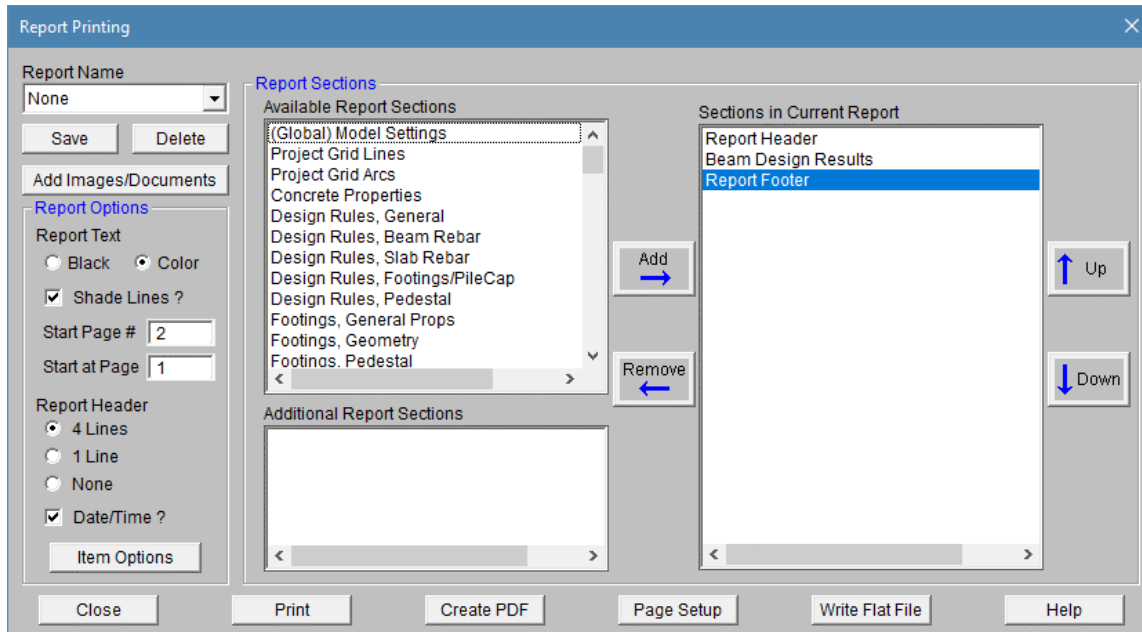 Report Printing
Report Name
None
Save
Delete
Add Images/Documents
Report Options
Report Text
Black
Color
Shade Lines ?
Start Page #
2
Start at Page
1
Report Header
4 Lines
1 Line
None
Date/Time ?
Item Options
Report Sections
Available Report Sections
(Global) Model Settings
Project Grid Lines
Project Grid Arcs
Concrete Properties
Design Rules, General
Design Rules, Beam Rebar
Design Rules, Slab Rebar
Design Rules, Footings/PileCap
Design Rules, Pedestal
Footings, General Props
Footings, Geometry
Footings, Pedestal
Additional Report Sections
Add
Remove
Sections in Current Report
Report Header
Beam Design Results
Report Footer
Up
Down
Close
Print
Create PDF
Page Setup
Write Flat File
Help